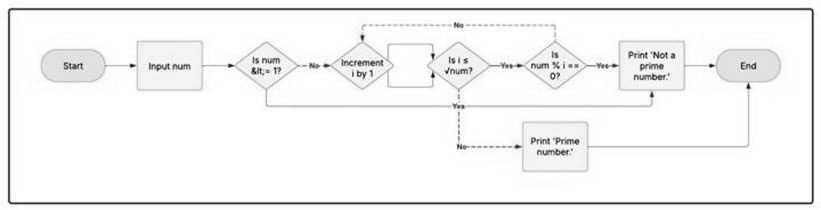 No
Start
Input num
Is num
&lt;= 1?
No
Increment
i by 1
Is i ≤
√num?
Yes
Is
num % i ==
0?
Yes
Print 'Not a
prime
number.'
End
Yes
No
Print 'Prime
number.'